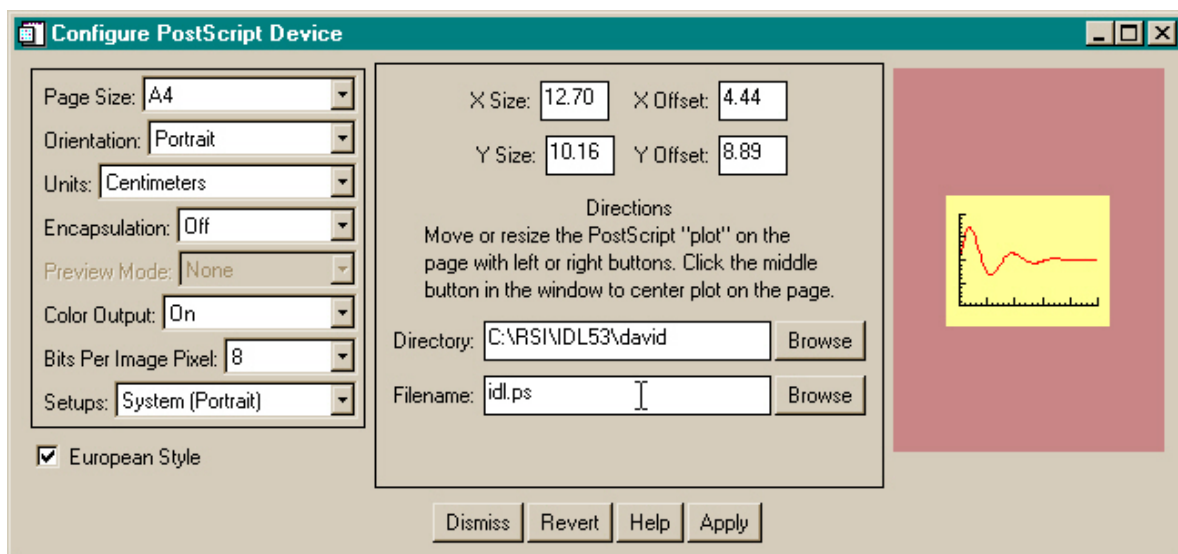 Configure PostScript Device
Page Size: A4
Orientation: Portrait
Units: Centimeters
Encapsulation: Off
Preview Mode: None
Color Output: On
Bits Per Image Pixel: 8
Setups: System (Portrait)
European Style
X Size: 12.70 X Offset: 4.44
Y Size: 10.16 Y Offset: 8.89
Directions
Move or resize the PostScript "plot" on the
page with left or right buttons. Click the middle
button in the window to center plot on the page.
Directory: C:\RSI\IDL53\david Browse
Filename: idl.ps Browse
Dismiss Revert Help Apply